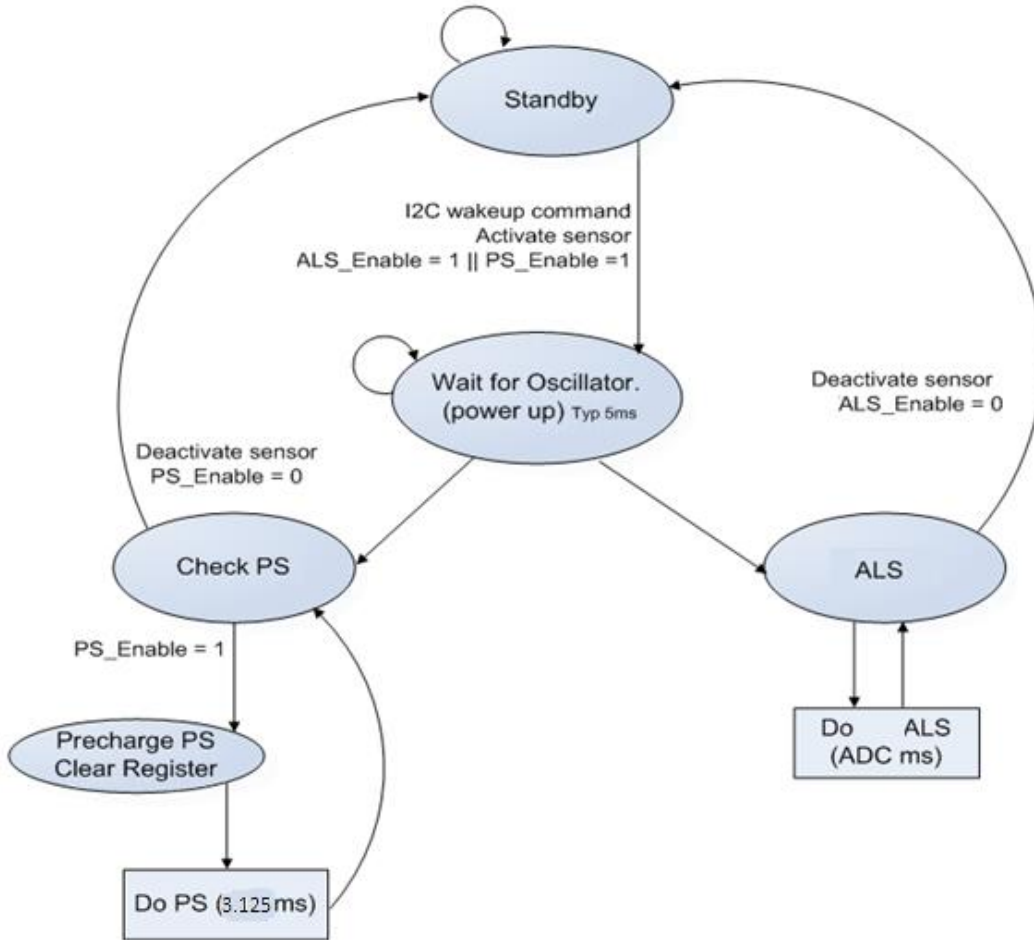 Standby
I2C wakeup command
Activate sensor
ALS_Enable = 1 || PS_Enable =1
Wait for Oscillator.
(power up) Typ 5ms
Deactivate sensor
ALS_Enable = 0
Deactivate sensor
PS_Enable = 0
Check PS
ALS
PS_Enable = 1
Precharge PS
Clear Register
Do ALS
(ADC ms)
Do PS (3.125 ms)